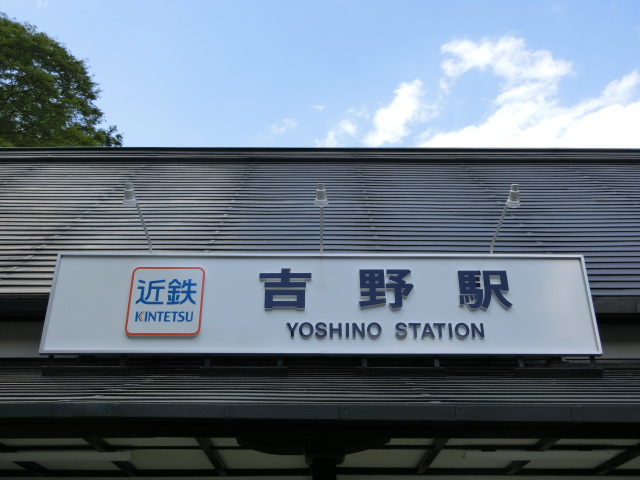 近鉄
KINTETSU
吉野駅
YOSHINO STATION